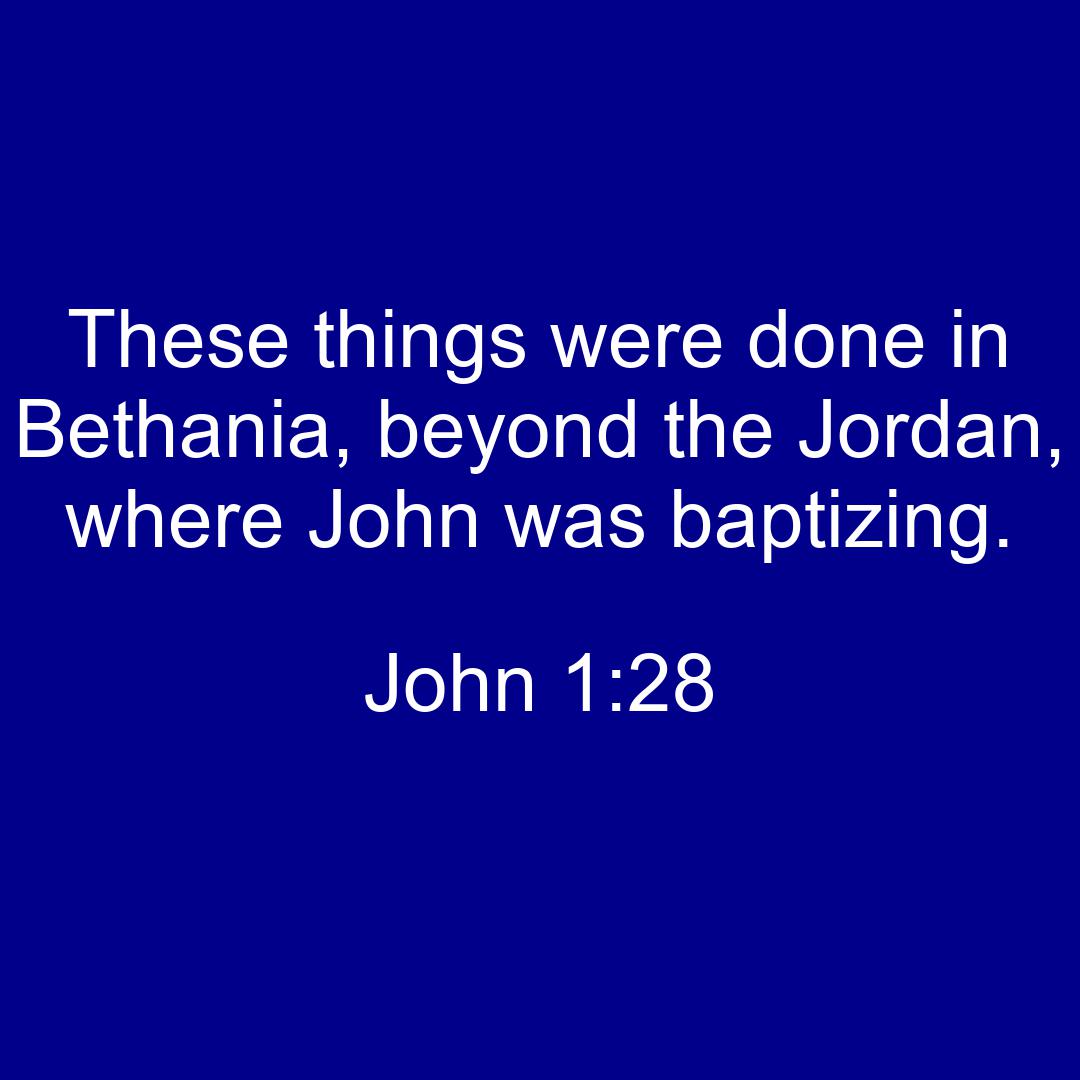 These things were done in
Bethania, beyond the Jordan,
where John was baptizing.
John 1:28